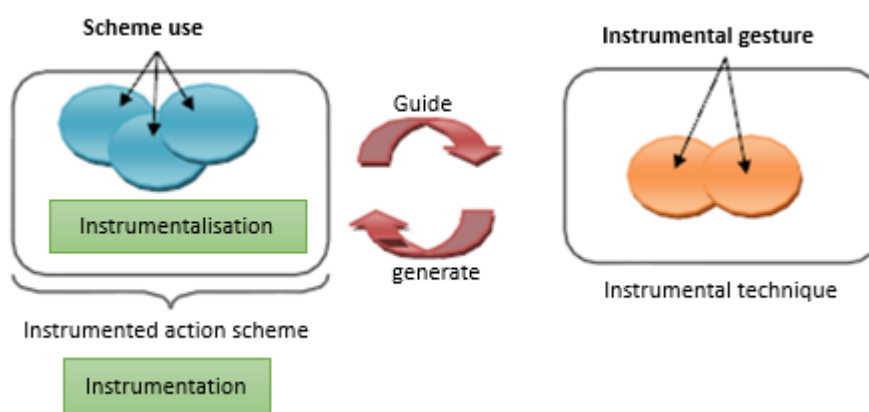 Scheme use
Instrumental gesture
Guide
Instrumentalisation
generate
Instrumental technique
Instrumented action scheme
Instrumentation